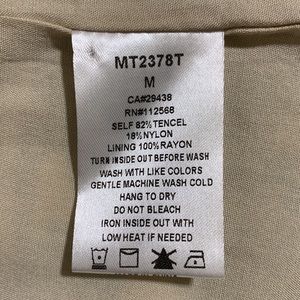 MT2378T
M
CA#29438
RN#112568
SELF 82% TENCEL
18% NYLON
LINING 100% RAYON
TURN INSIDE OUT BEFORE WASH
WASH WITH LIKE COLORS
GENTLE MACHINE WASH COLD
HANG TO DRY
DO NOT BLEACH
IRON INSIDE OUT WITH
LOW HEAT IF NEEDED